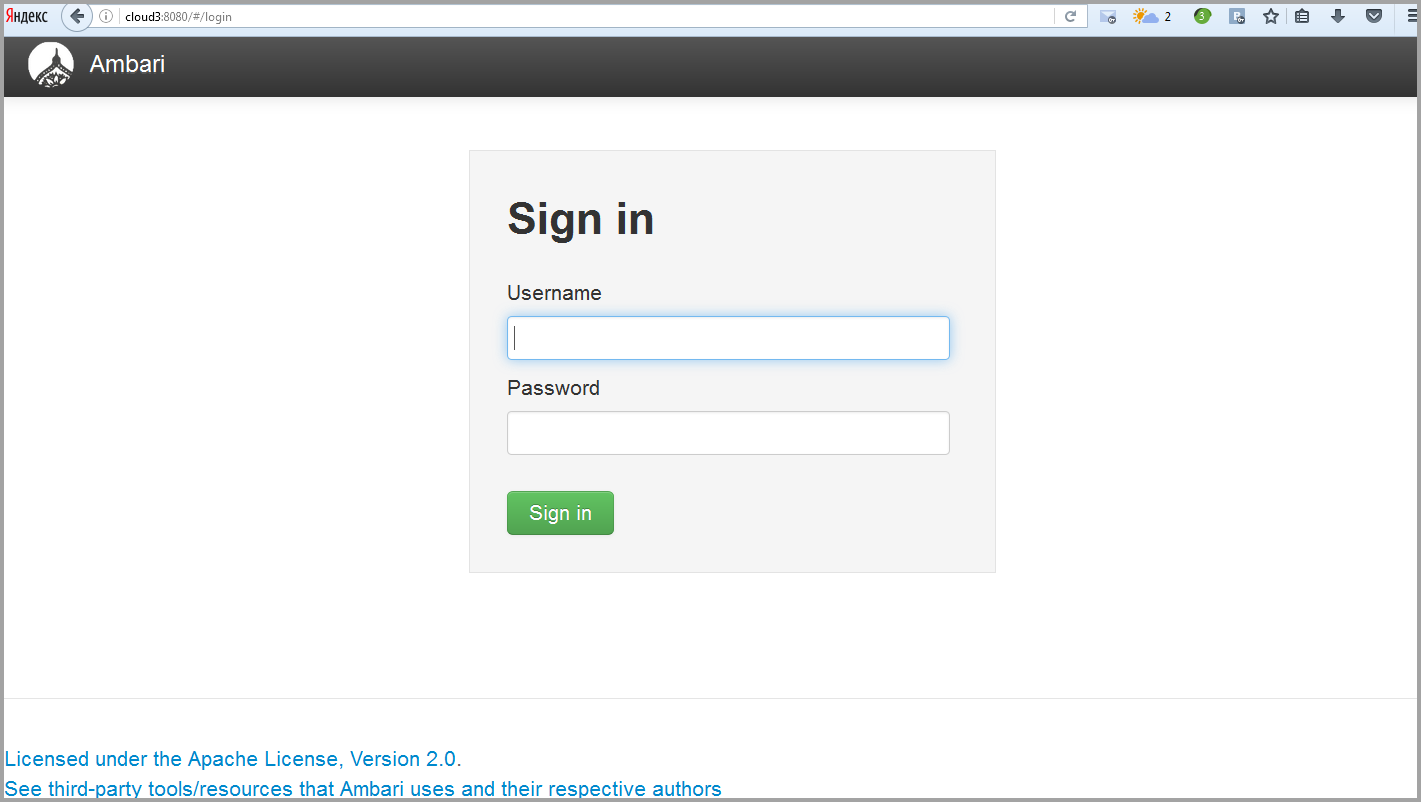 Яндекс
cloud3:8080/#/login
2
3
Ambari
Sign in
Username
Password
Sign in
Licensed under the Apache License, Version 2.0.
See third-party tools/resources that Ambari uses and their respective authors